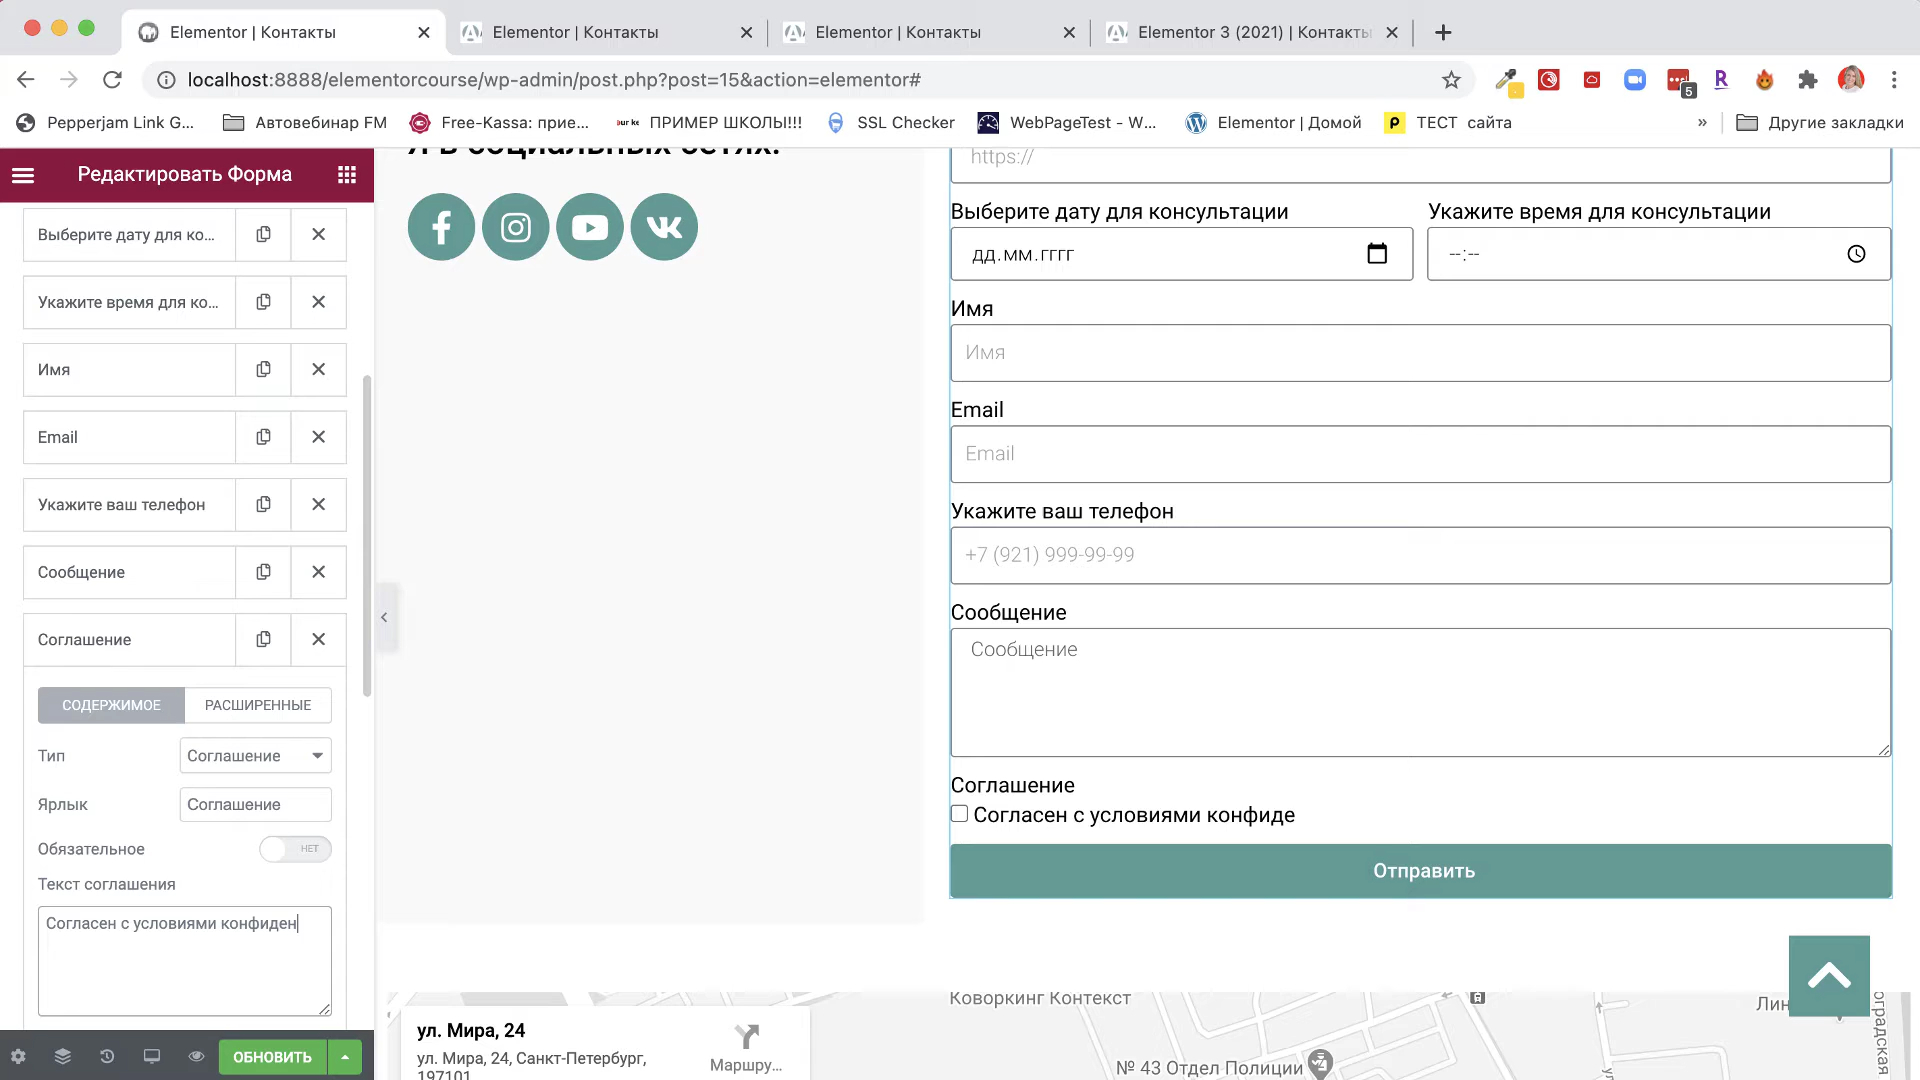 Elementor | Контакты
Elementor | Контакты
Elementor | Контакты
Elementor 3 (2021) | Контакты
localhost:8888/elementorcourse/wp-admin/post.php?post=15&action=elementor#
5
Pepperjam Link G...
Автовебинар FM
Free-Kassa: прие...
ПРИМЕР ШКОЛЫ!!!
SSL Checker
WebPageTest - W...
Elementor | Домой
ТЕСТ сайта
»
Другие закладки
Редактировать Форма
Выберите дату для ко...
Укажите время для ко...
Имя
Email
Укажите ваш телефон
Сообщение
Соглашение
СОДЕРЖИМОЕ
РАСШИРЕННЫЕ
Тип
Соглашение
Ярлык
Соглашение
Обязательное
НЕТ
Текст соглашения
Согласен с условиями конфиден
ОБНОВИТЬ
Я в социальных сетях:
https://
Выберите дату для консультации
Укажите время для консультации
дд.мм.гггг
--:--
Имя
Имя
Email
Email
Укажите ваш телефон
+7 (921) 999-99-99
Сообщение
Сообщение
Соглашение
Согласен с условиями конфиде
Отправить
ул. Мира, 24
ул. Мира, 24, Санкт-Петербург,
197101
Маршру...
Коворкинг Контекст
№ 43 Отдел Полиции